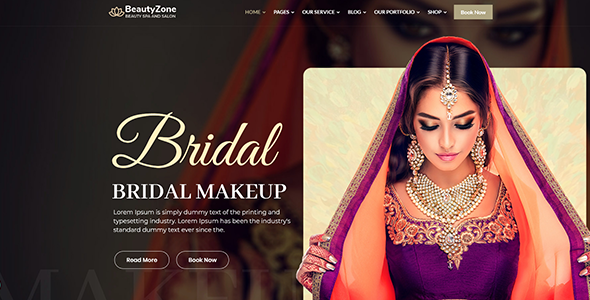 BeautyZone
BEAUTY SPA AND SALON
HOME PAGES OUR SERVICE BLOG OUR PORTFOLIO SHOP Book Now
Bridal
BRIDAL MAKEUP
Lorem Ipsum is simply dummy text of the printing and
typesetting industry. Lorem Ipsum has been the industry's
standard dummy text ever since the.
Read More Book Now
MAKEUP